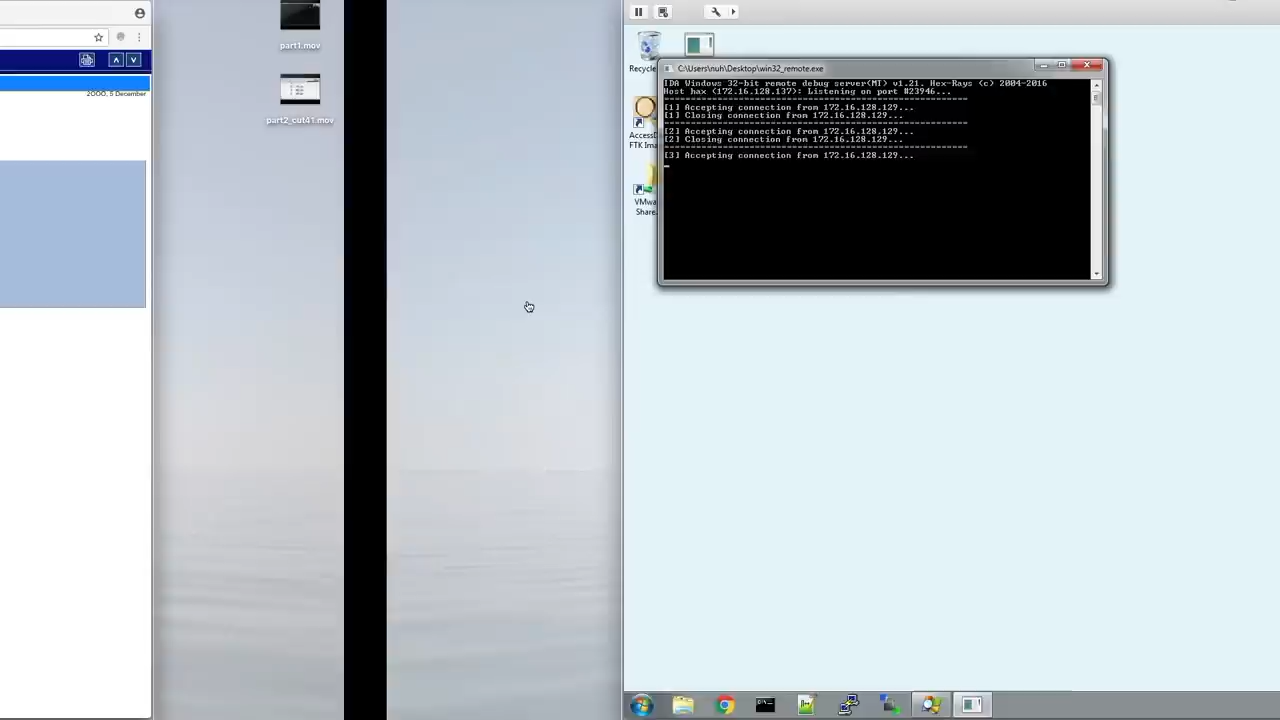 part1.mov
part2_cut41.mov
2000, 5 December
Recycle
AccessD
FTK Ima
VMwa
Share
C:\Users\nuh\Desktop\win32_remote.exe
IDA Windows 32-bit remote debug server(MT) v1.21. Hex-Rays (c) 2004-2016
Host hax (172.16.128.137): Listening on port #23946...
=========================================================
[1] Accepting connection from 172.16.128.129...
[1] Closing connection from 172.16.128.129...
=========================================================
[2] Accepting connection from 172.16.128.129...
[2] Closing connection from 172.16.128.129...
=========================================================
[3] Accepting connection from 172.16.128.129...